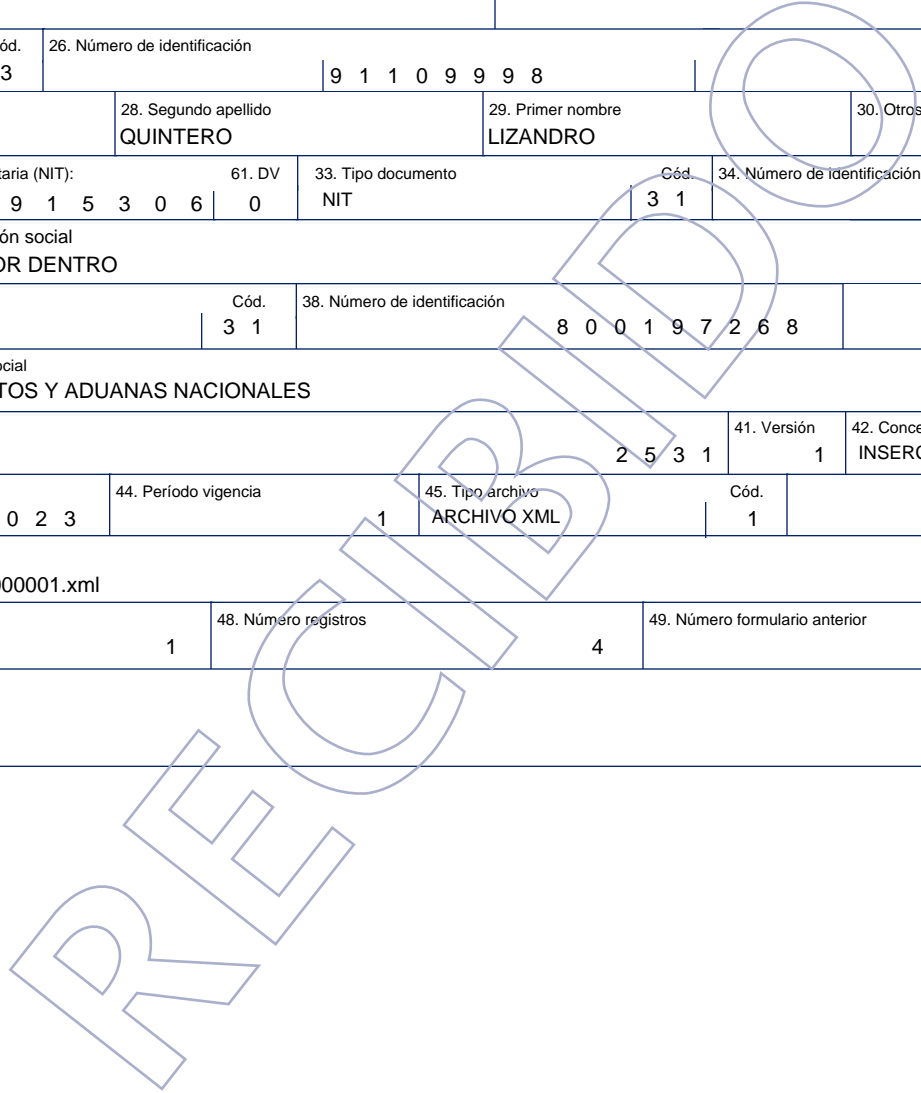 ód. 26. Número de identificación
3 9 1 1 0 9 9 9 8
28. Segundo apellido 29. Primer nombre 30. Otros
QUINTERO LIZANDRO
taria (NIT): 61. DV 33. Tipo documento Cód. 34. Número de identificación
9 1 5 3 0 6 0 NIT 3 1
ón social
OR DENTRO
Cód. 38. Número de identificación
3 1 8 0 0 1 9 7 2 6 8
ocial
TOS Y ADUANAS NACIONALES
41. Versión 42. Conce
2 5 3 1 1 INSERC
44. Período vigencia 45. Tipo archivo Cód.
0 2 3 1 ARCHIVO XML 1
000001.xml
48. Número registros 49. Número formulario anterior
1 4
RECIBIDO